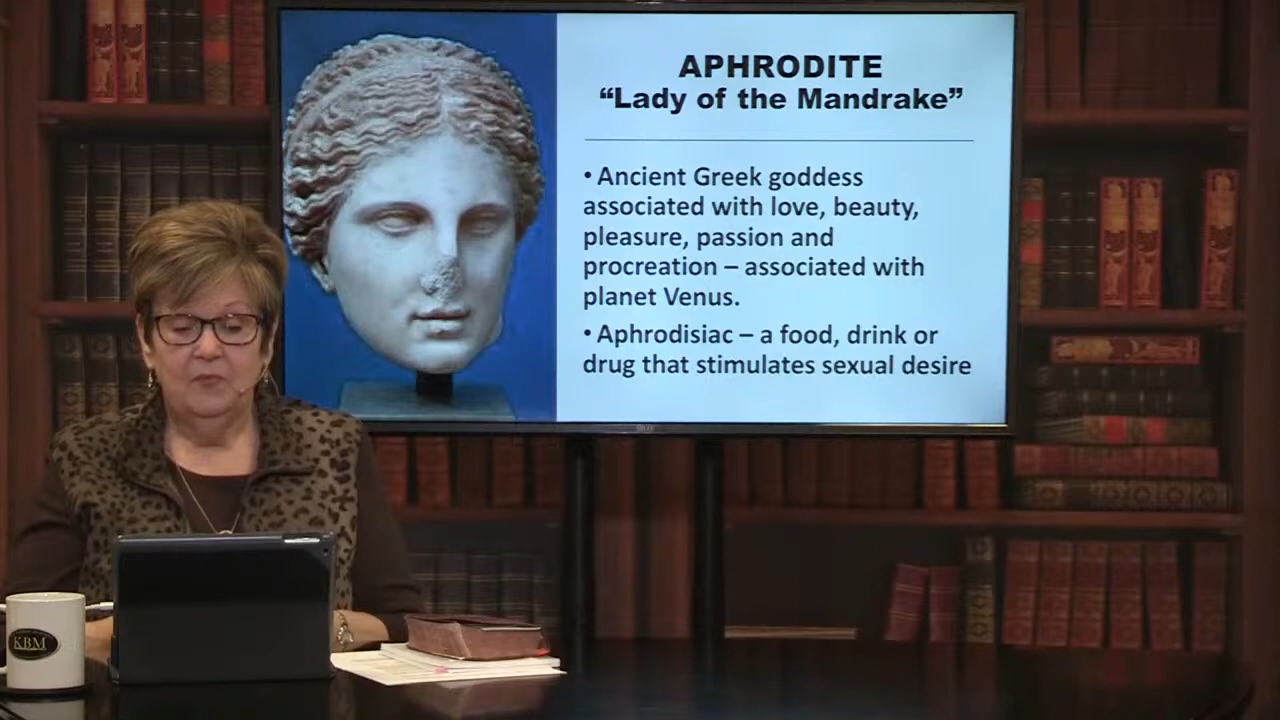 APHRODITE
“Lady of the Mandrake”
• Ancient Greek goddess
associated with love, beauty,
pleasure, passion and
procreation – associated with
planet Venus.
• Aphrodisiac – a food, drink or
drug that stimulates sexual desire
KBM